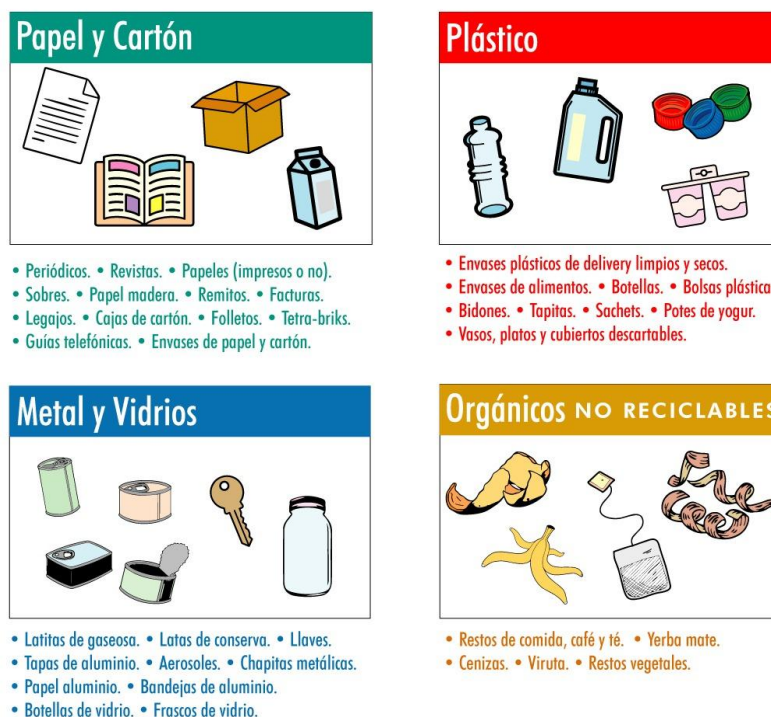 Papel y Cartón
• Periódicos. • Revistas. • Papeles (impresos o no).
• Sobres. • Papel madera. • Remitos. • Facturas.
• Legajos. • Cajas de cartón. • Folletos. • Tetra-briks.
• Guías telefónicas. • Envases de papel y cartón.
Plástico
• Envases plásticos de delivery limpios y secos.
• Envases de alimentos. • Botellas. • Bolsas plástica
• Bidones. • Tapitas. • Sachets. • Potes de yogur.
• Vasos, platos y cubiertos descartables.
Metal y Vidrios
• Latitas de gaseosa. • Latas de conserva. • Llaves.
• Tapas de aluminio. • Aerosoles. • Chapitas metálicas.
• Papel aluminio. • Bandejas de aluminio.
• Botellas de vidrio. • Frascos de vidrio.
Orgánicos NO RECICLABLES
• Restos de comida, café y té. • Yerba mate.
• Cenizas. • Viruta. • Restos vegetales.